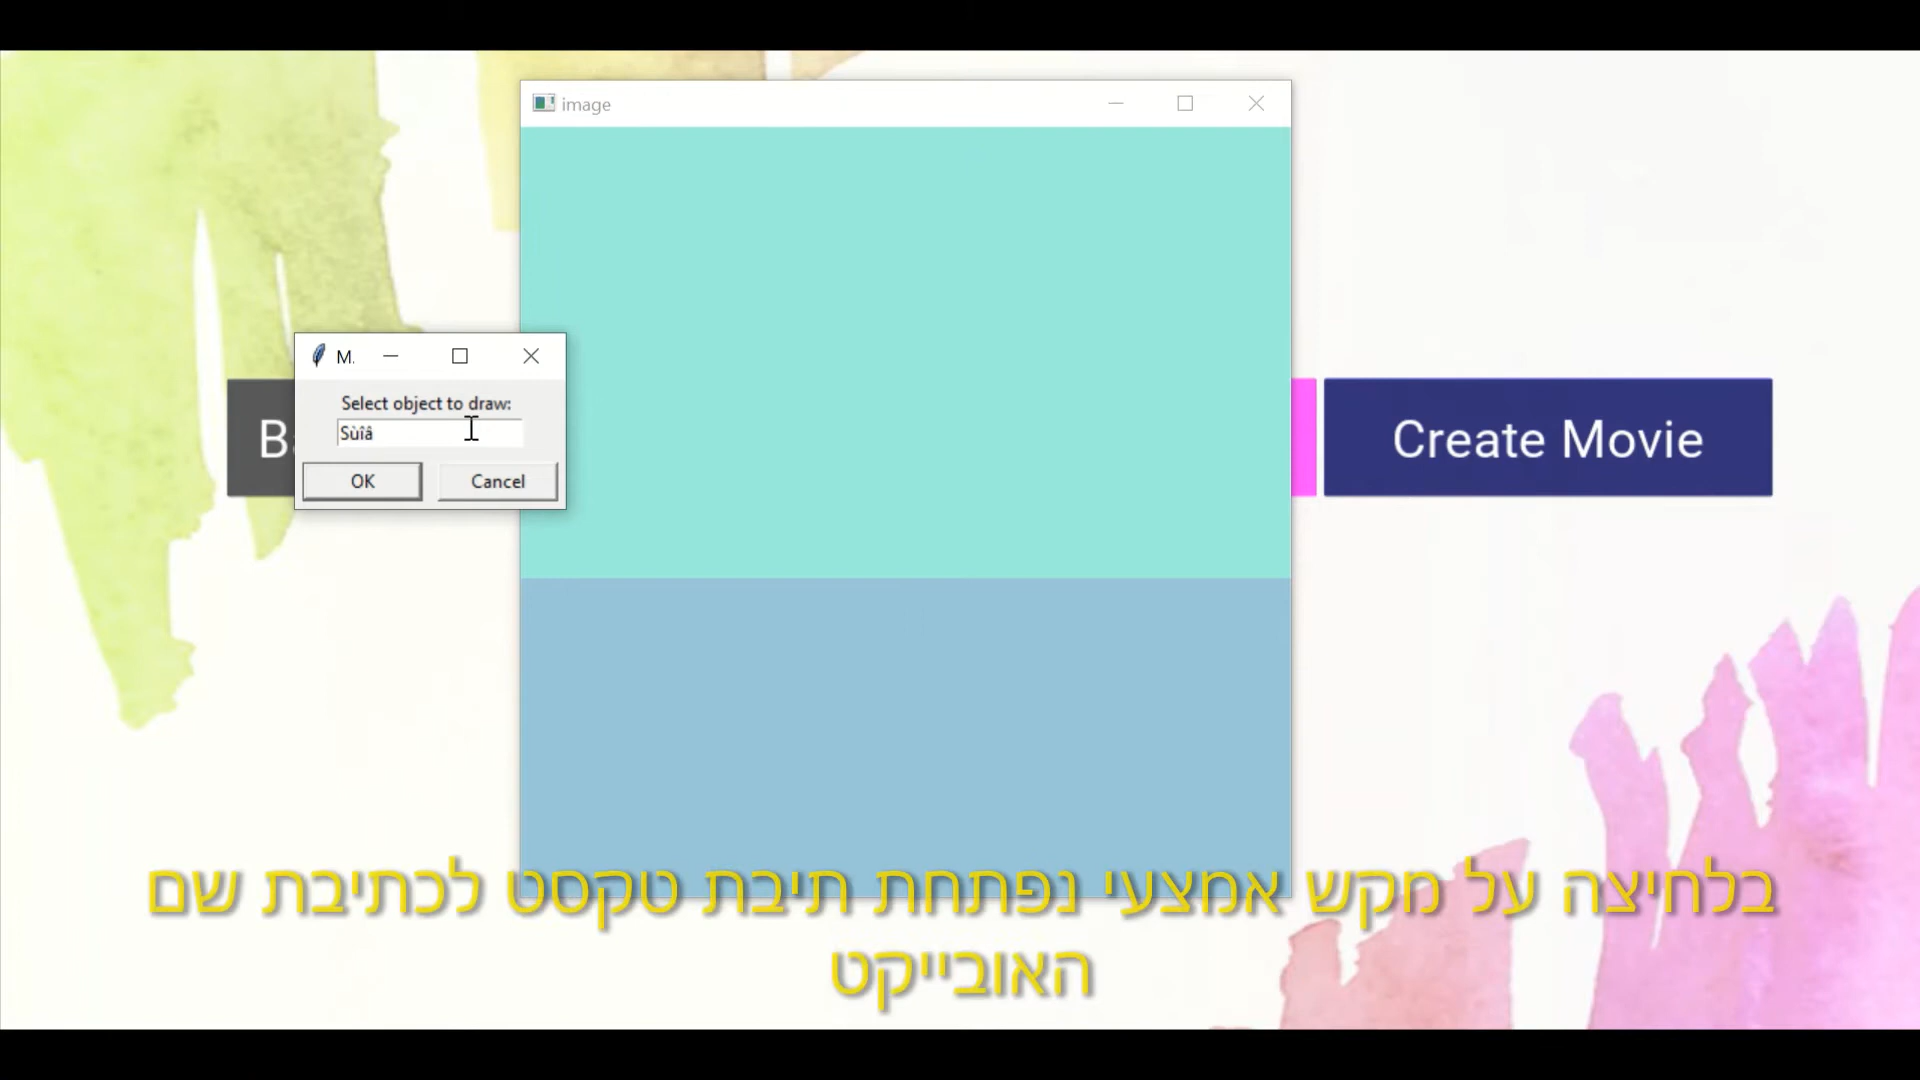 image
M.
Select object to draw:
Sùîâ
OK
Cancel
Create Movie
בלחיצה על מקש אמצעי נפתחת תיבת טקסט לכתיבת שם
האובייקט